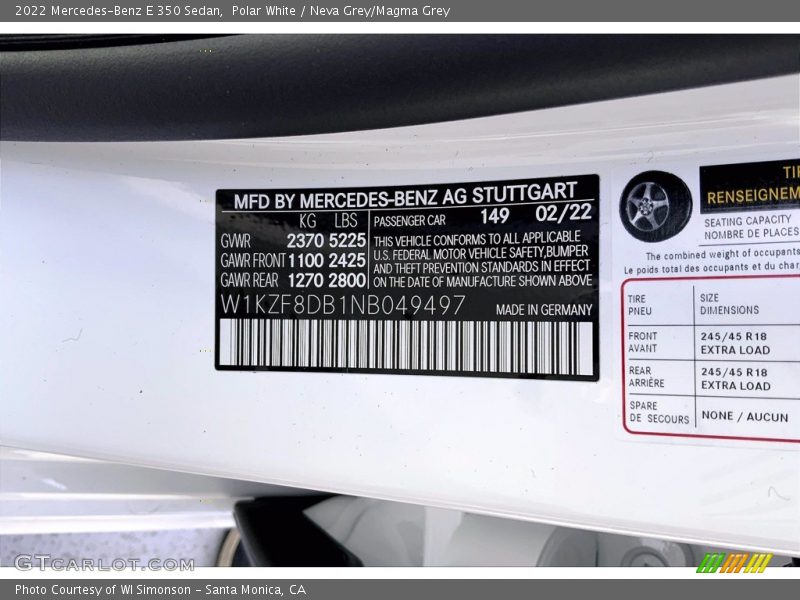 2022 Mercedes-Benz E 350 Sedan, Polar White / Neva Grey/Magma Grey
MFD BY MERCEDES-BENZ AG STUTTGART
KG LBS PASSENGER CAR 149 02/22
GVWR 2370 5225
GAWR FRONT 1100 2425
GAWR REAR 1270 2800
THIS VEHICLE CONFORMS TO ALL APPLICABLE
U.S. FEDERAL MOTOR VEHICLE SAFETY,BUMPER
AND THEFT PREVENTION STANDARDS IN EFFECT
ON THE DATE OF MANUFACTURE SHOWN ABOVE
W1KZF8DB1NB049497 MADE IN GERMANY
RENSEIGNEM
SEATING CAPACITY
NOMBRE DE PLACES
The combined weight of occupants
Le poids total des occupants et du char
TIRE SIZE
PNEU DIMENSIONS
FRONT 245/45 R18
AVANT EXTRA LOAD
REAR 245/45 R18
ARRIÈRE EXTRA LOAD
SPARE NONE / AUCUN
DE SECOURS
GTcarlot.com
Photo Courtesy of WI Simonson - Santa Monica, CA